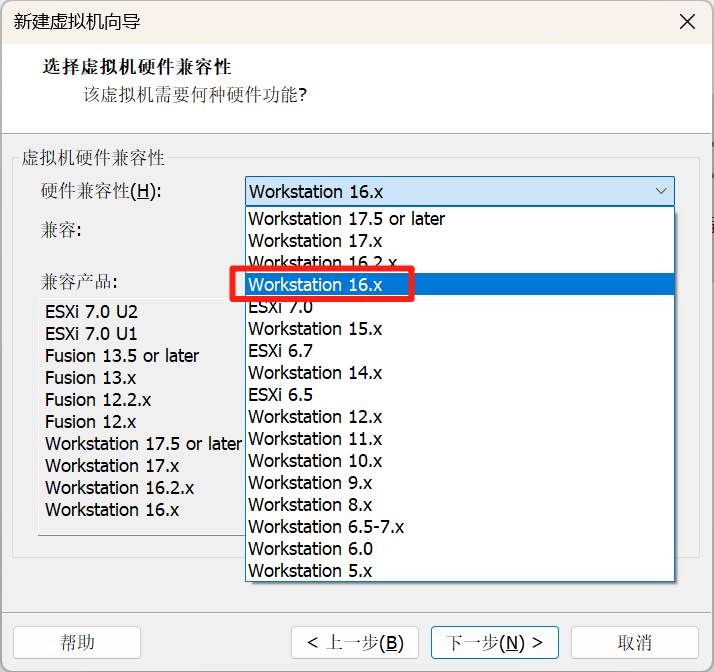 新建虚拟机向导
选择虚拟机硬件兼容性
该虚拟机需要何种硬件功能?
虚拟机硬件兼容性
硬件兼容性(H):
Workstation 16.x
兼容:
兼容产品:
ESXi 7.0 U2
ESXi 7.0 U1
Fusion 13.5 or later
Fusion 13.x
Fusion 12.2.x
Fusion 12.x
Workstation 17.5 or later
Workstation 17.x
Workstation 16.2.x
Workstation 16.x
Workstation 17.5 or later
Workstation 17.x
Workstation 16.2.x
Workstation 16.x
ESXi 7.0
Workstation 15.x
ESXi 6.7
Workstation 14.x
ESXi 6.5
Workstation 12.x
Workstation 11.x
Workstation 10.x
Workstation 9.x
Workstation 8.x
Workstation 6.5-7.x
Workstation 6.0
Workstation 5.x
帮助
< 上一步(B)
下一步(N) >
取消